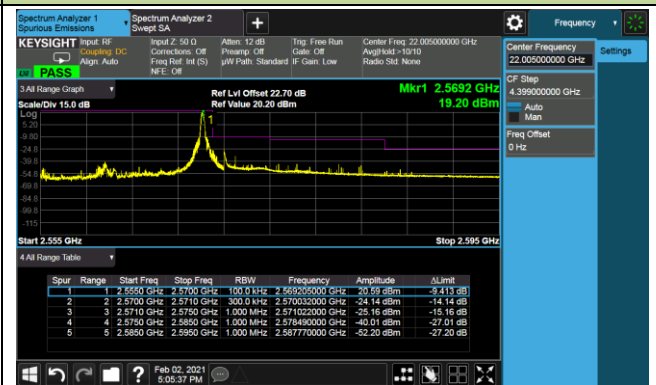 Spectrum Analyzer 1
Spurious Emissions
Spectrum Analyzer 2
Swept SA
Frequency
KEYSIGHT
Input: RF
Coupling: DC
Align: Auto
Input Z: 50 Ω
Corrections: Off
Freq Ref: Int (S)
NFE: Off
Atten: 12 dB
Preamp: Off
µW Path: Standard
Trig: Free Run
Gate: Off
IF Gain: Low
Center Freq: 22.005000000 GHz
Avg|Hold:>10/10
Radio Std: None
PASS
Center Frequency
22.005000000 GHz
Settings
CF Step
4.399000000 GHz
Auto
Man
Freq Offset
0 Hz
3 All Range Graph
Scale/Div 15.0 dB
Ref Lvl Offset 22.70 dB
Ref Value 20.20 dBm
Mkr1 2.5692 GHz
19.20 dBm
Log
5.20
-9.80
-24.8
-39.8
-54.8
-69.8
-84.8
-99.8
-115
1
Start 2.555 GHz
Stop 2.595 GHz
4 All Range Table
Spur Range Start Freq Stop Freq RBW Frequency Amplitude ΔLimit
1 1 2.5550 GHz 2.5700 GHz 100.0 kHz 2.569205000 GHz 20.59 dBm -9.413 dB
2 2 2.5700 GHz 2.5710 GHz 300.0 kHz 2.570032000 GHz -24.14 dBm -14.14 dB
3 3 2.5710 GHz 2.5750 GHz 1.000 MHz 2.571022000 GHz -25.16 dBm -15.16 dB
4 4 2.5750 GHz 2.5850 GHz 1.000 MHz 2.578490000 GHz -40.01 dBm -27.01 dB
5 5 2.5850 GHz 2.5950 GHz 1.000 MHz 2.587770000 GHz -52.20 dBm -27.20 dB
Feb 02, 2021
5:05:37 PM